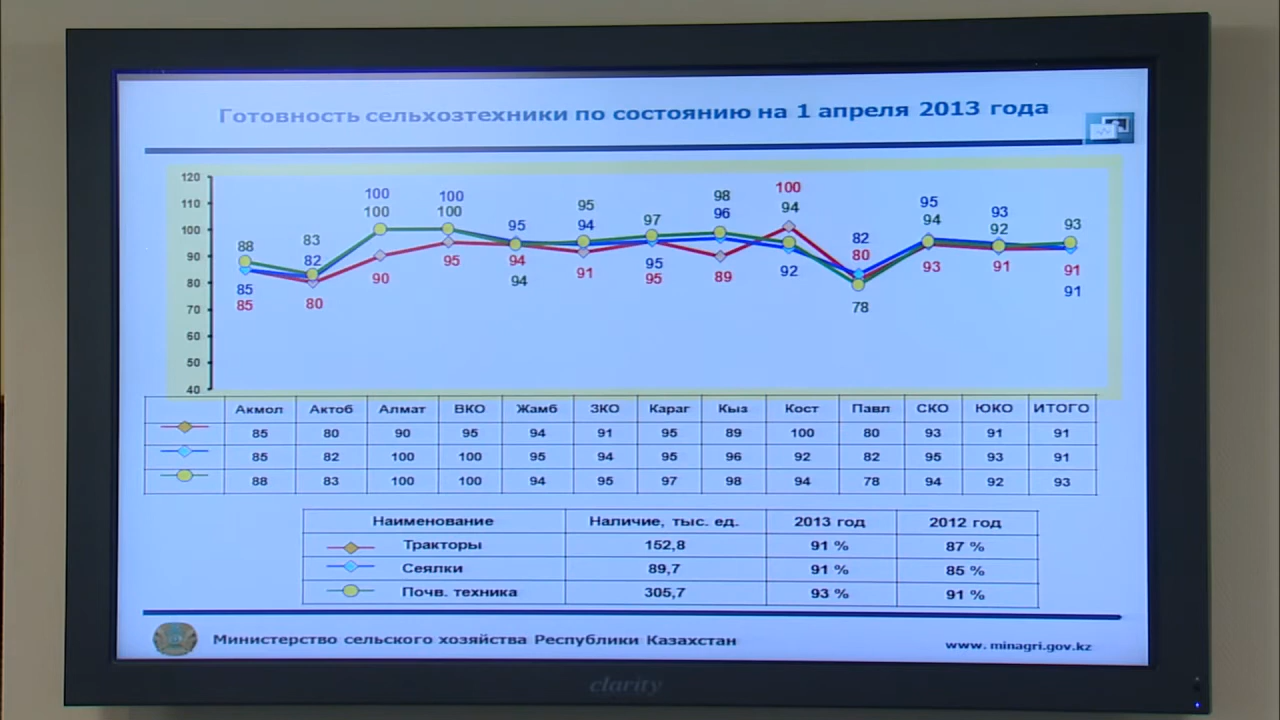 Готовность сельхозтехники по состоянию на 1 апреля 2013 года
120
110
100
90
80
70
60
50
40
88 83 100 100 95 95 97 98 100 82 95 93 93
85 82 100 100 94 94 95 96 94 80 94 92 91
85 80 90 95 94 91 95 89 92 78 93 91 91
Акмол Актоб Алмат ВКО Жамб ЗКО Караг Кыз Кост Павл СКО ЮКО ИТОГО
85 80 90 95 94 91 95 89 100 80 93 91 91
85 82 100 100 95 94 95 96 92 82 95 93 91
88 83 100 100 94 95 97 98 94 78 94 92 93
Наименование Наличие, тыс. ед. 2013 год 2012 год
Тракторы 152,8 91 % 87 %
Сеялки 89,7 91 % 85 %
Почв. техника 305,7 93 % 91 %
Министерство сельского хозяйства Республики Казахстан
www. minagri.gov.kz
clarity